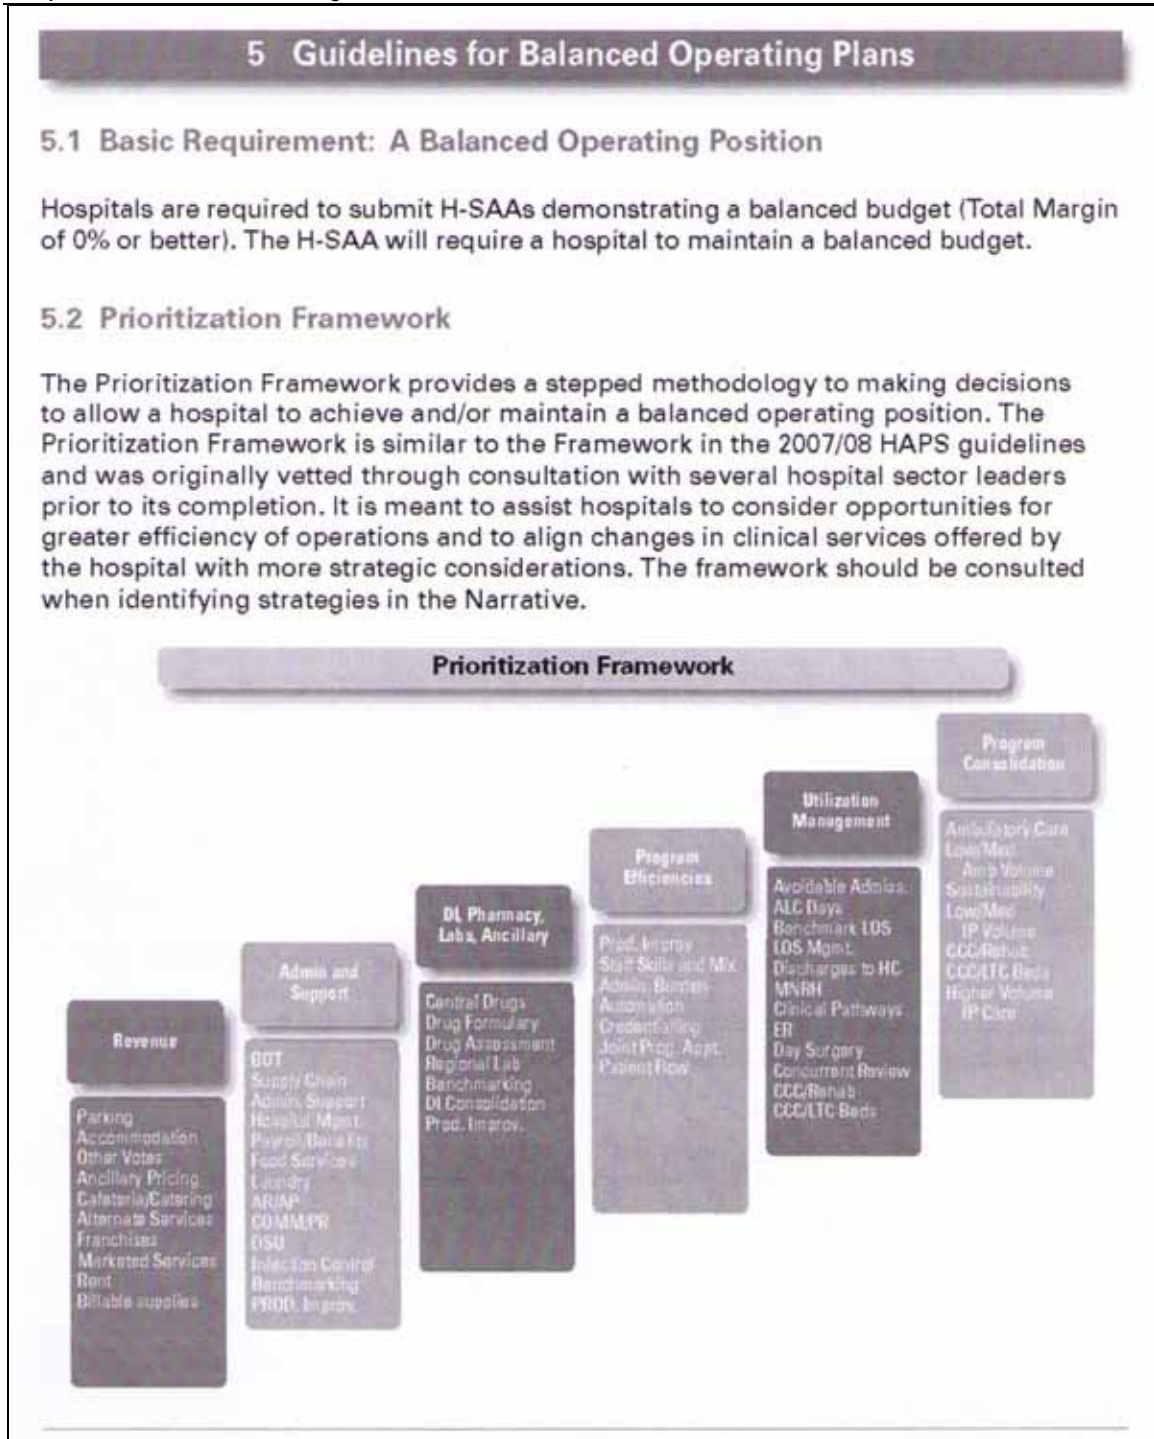 5 Guidelines for Balanced Operating Plans
5.1 Basic Requirement: A Balanced Operating Position
Hospitals are required to submit H-SAAs demonstrating a balanced budget (Total Margin
of 0% or better). The H-SAA will require a hospital to maintain a balanced budget.
5.2 Prioritization Framework
The Prioritization Framework provides a stepped methodology to making decisions
to allow a hospital to achieve and/or maintain a balanced operating position. The
Prioritization Framework is similar to the Framework in the 2007/08 HAPS guidelines
and was originally vetted through consultation with several hospital sector leaders
prior to its completion. It is meant to assist hospitals to consider opportunities for
greater efficiency of operations and to align changes in clinical services offered by
the hospital with more strategic considerations. The framework should be consulted
when identifying strategies in the Narrative.
Prioritization Framework
Revenue
Parking
Accommodation
Other Votes
Ancillary Pricing
Cafeteria/Catering
Alternate Services
Franchises
Marketed Services
Rent
Billable supplies
Admin and
Support
Supply Chain
Admin. Support
Hospital Mgmt.
Payroll/Benefits
Food Services
Laundry
AR/AP
COMM/PR
Infection Control
Benchmarking
PROD. Improv.
DI, Pharmacy,
Labs, Ancillary
Central Drugs
Drug Formulary
Drug Assessment
Regional Lab
Benchmarking
DI Consolidation
Prod. Improv.
Program
Efficiencies
Prod. Improv
Staff Skills and Mix
Admin. Burden
Automation
Credentialling
Joint Prog. Appt.
Patient Flow
Utilization
Management
Avoidable Admiss.
ALC Days
Benchmark LOS
LOS Mgmt.
Discharges to HC
MNRH
Clinical Pathways
ER
Day Surgery
Concurrent Review
CCC/Rehab
CCC/LTC Beds
Program
Consolidation
Ambulatory Care
Low/Med
Amb Volume
Sustainability
Low/Med
IP Volume
CCC/Rehab
CCC/LTC Beds
Higher Volume
IP Care